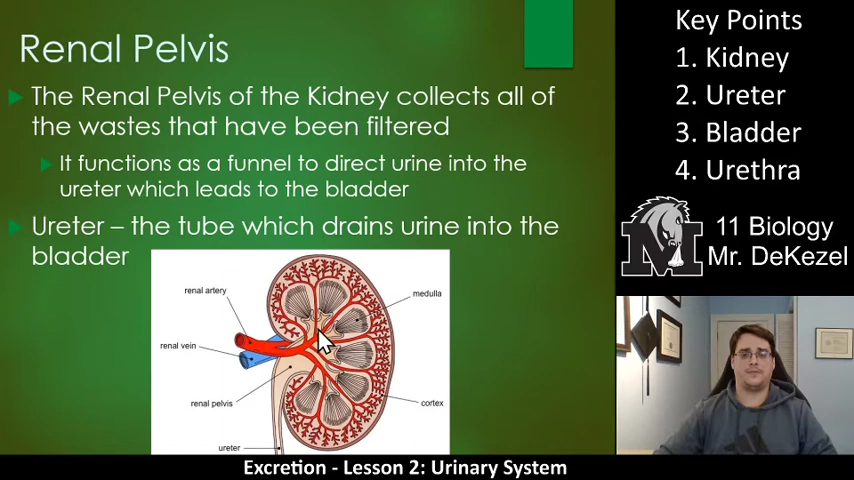 Renal Pelvis
The Renal Pelvis of the Kidney collects all of
the wastes that have been filtered
It functions as a funnel to direct urine into the
ureter which leads to the bladder
Ureter – the tube which drains urine into the
bladder
renal artery
medulla
renal vein
renal pelvis
cortex
ureter
Key Points
1. Kidney
2. Ureter
3. Bladder
4. Urethra
M
11 Biology
Mr. DeKezel
Excretion - Lesson 2: Urinary System